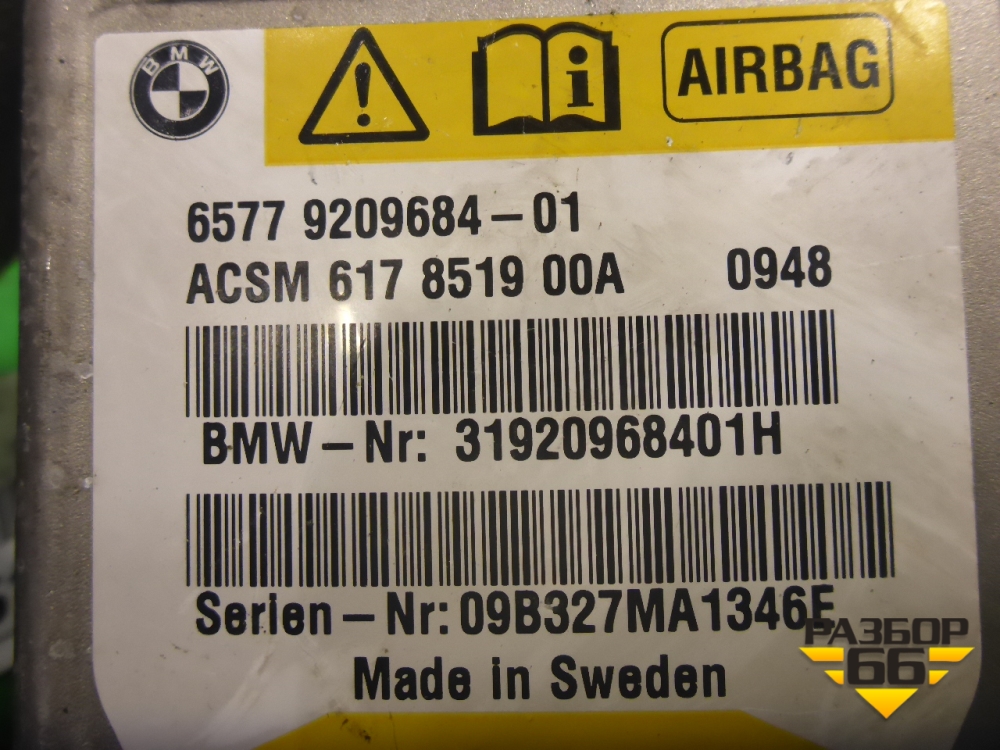 BMW
i
AIRBAG
6577 9209684-01
ACSM 617 8519 00A 0948
BMW-Nr: 31920968401H
Serien-Nr: 09B327MA1346E
РАЗБОР
66
Made in Sweden